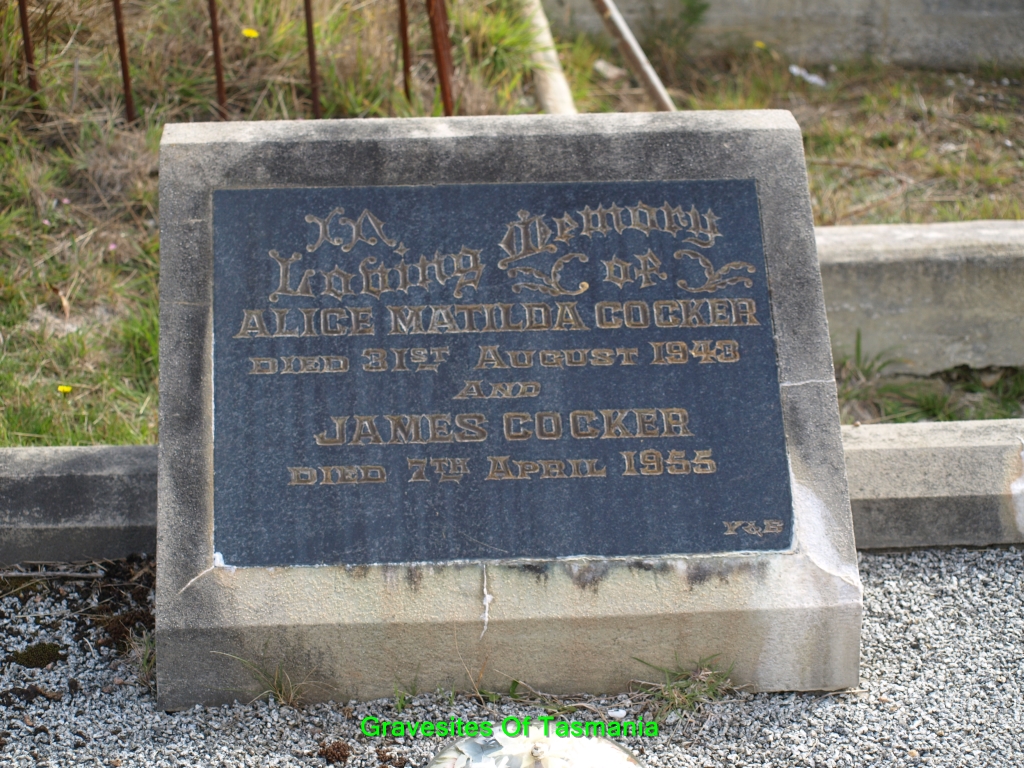 In Loving Memory of
ALICE MATILDA COCKER
DIED 31ST AUGUST 1943
AND
JAMES COCKER
DIED 7TH APRIL 1955
Gravesites Of Tasmania